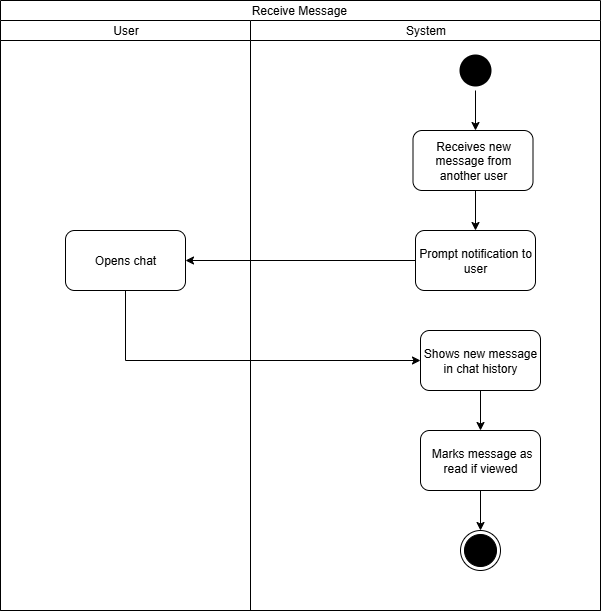 Receive Message
User
System
Receives new
message from
another user
Prompt notification to
user
Opens chat
Shows new message
in chat history
Marks message as
read if viewed